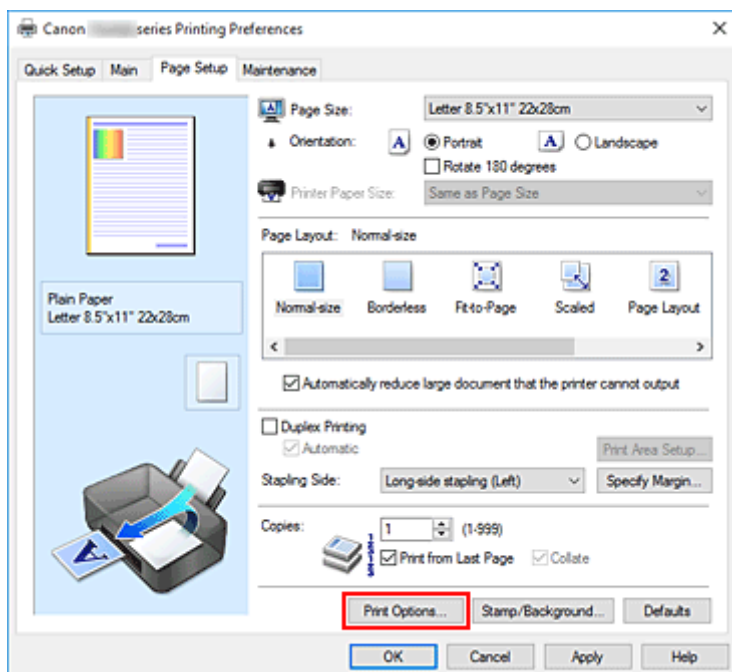 Canon series Printing Preferences
Quick Setup Main Page Setup Maintenance
Page Size: Letter 8.5"x11" 22x28cm
Orientation: A Portrait A Landscape
Rotate 180 degrees
Printer Paper Size: Same as Page Size
Page Layout: Normal-size
2
Normal-size Borderless Fit-to-Page Scaled Page Layout
Plain Paper
Letter 8.5"x11" 22x28cm
Automatically reduce large document that the printer cannot output
Duplex Printing
Automatic Print Area Setup...
Stapling Side: Long-side stapling (Left) Specify Margin...
Copies: 1 (1-999)
Print from Last Page Collate
A
Print Options... Stamp/Background... Defaults
OK Cancel Apply Help